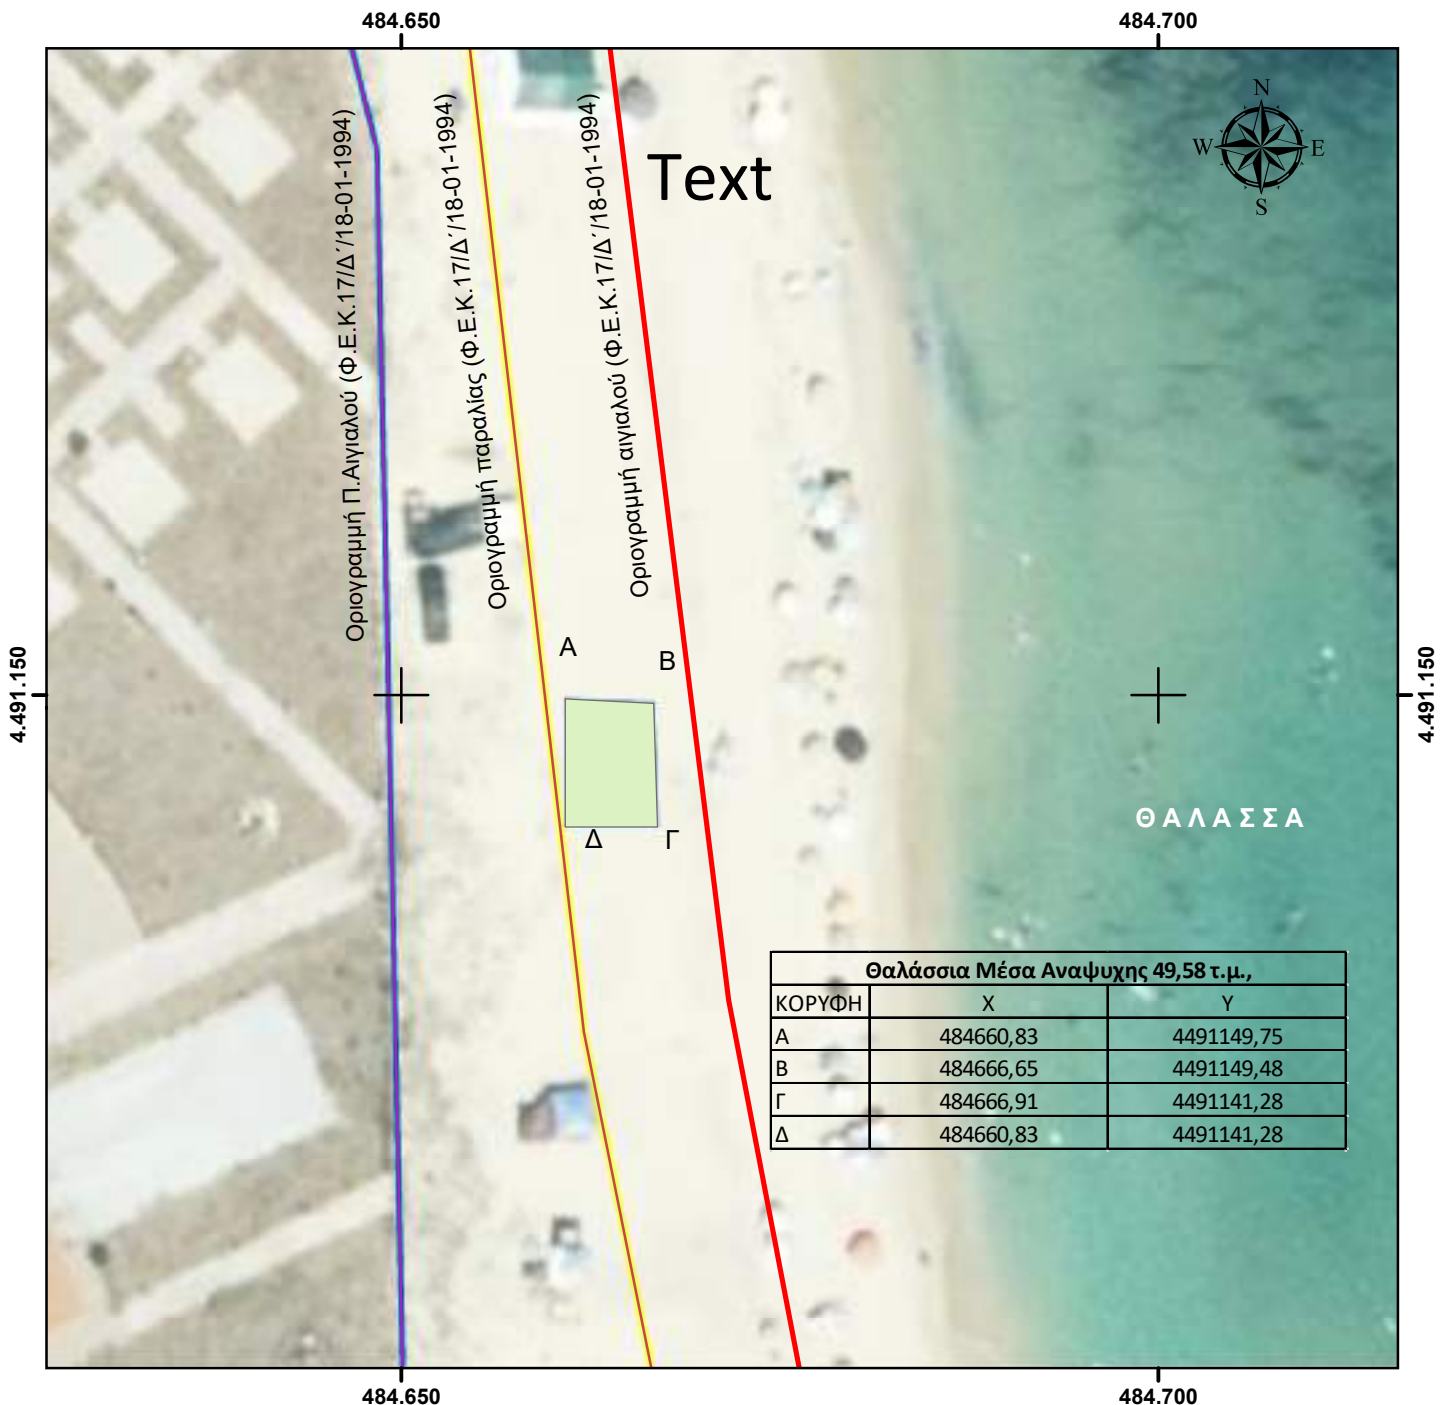 484.650
484.700
N
W
E
S
Text
Οριογραμμή Π.Αιγιαλού (Φ.Ε.Κ.17/Δ΄/18-01-1994)
Οριογραμμή παραλίας (Φ.Ε.Κ.17/Δ΄/18-01-1994)
Οριογραμμή αιγιαλού (Φ.Ε.Κ.17/Δ΄/18-01-1994)
4.491.150
4.491.150
Α
Β
Δ
Γ
ΘΑΛΑΣΣΑ
Θαλάσσια Μέσα Αναψυχης 49,58 τ.μ.,
ΚΟΡΥΦΗ X Y
Α 484660,83 4491149,75
Β 484666,65 4491149,48
Γ 484666,91 4491141,28
Δ 484660,83 4491141,28
484.650
484.700